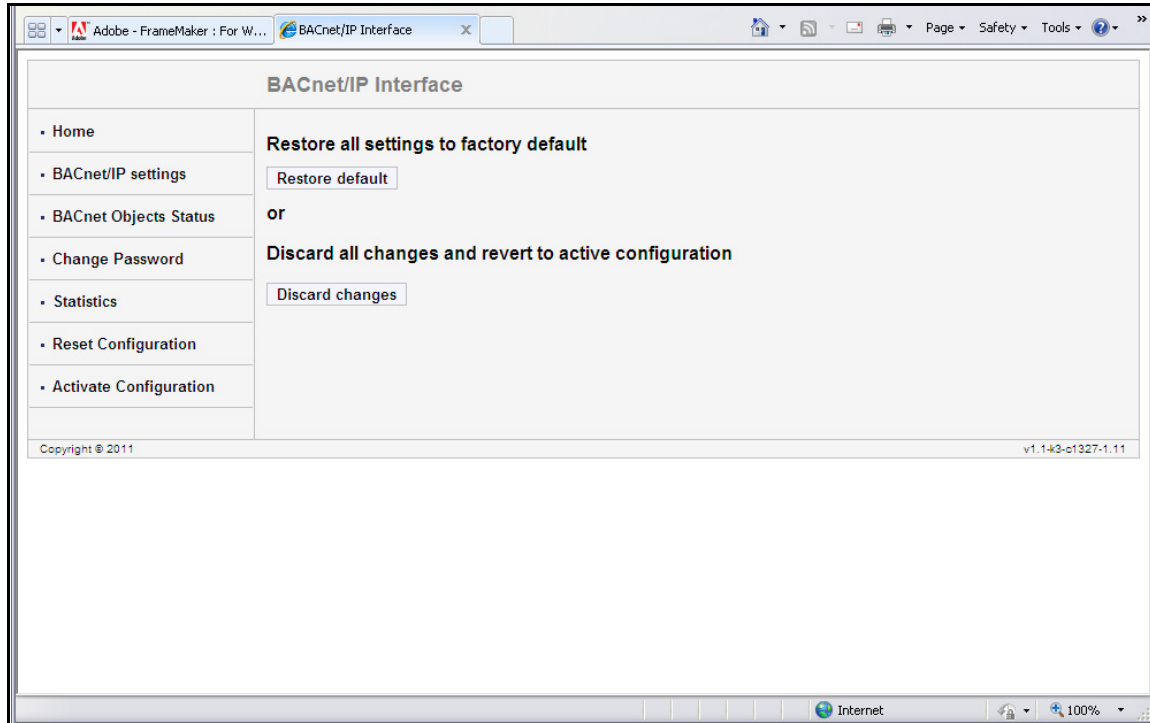 Adobe - FrameMaker : For W...
BACnet/IP Interface
Page
Safety
Tools
BACnet/IP Interface
Home
BACnet/IP settings
BACnet Objects Status
Change Password
Statistics
Reset Configuration
Activate Configuration
Restore all settings to factory default
Restore default
or
Discard all changes and revert to active configuration
Discard changes
Copyright © 2011
v1.1-k3-c1327-1.11
Internet
100%